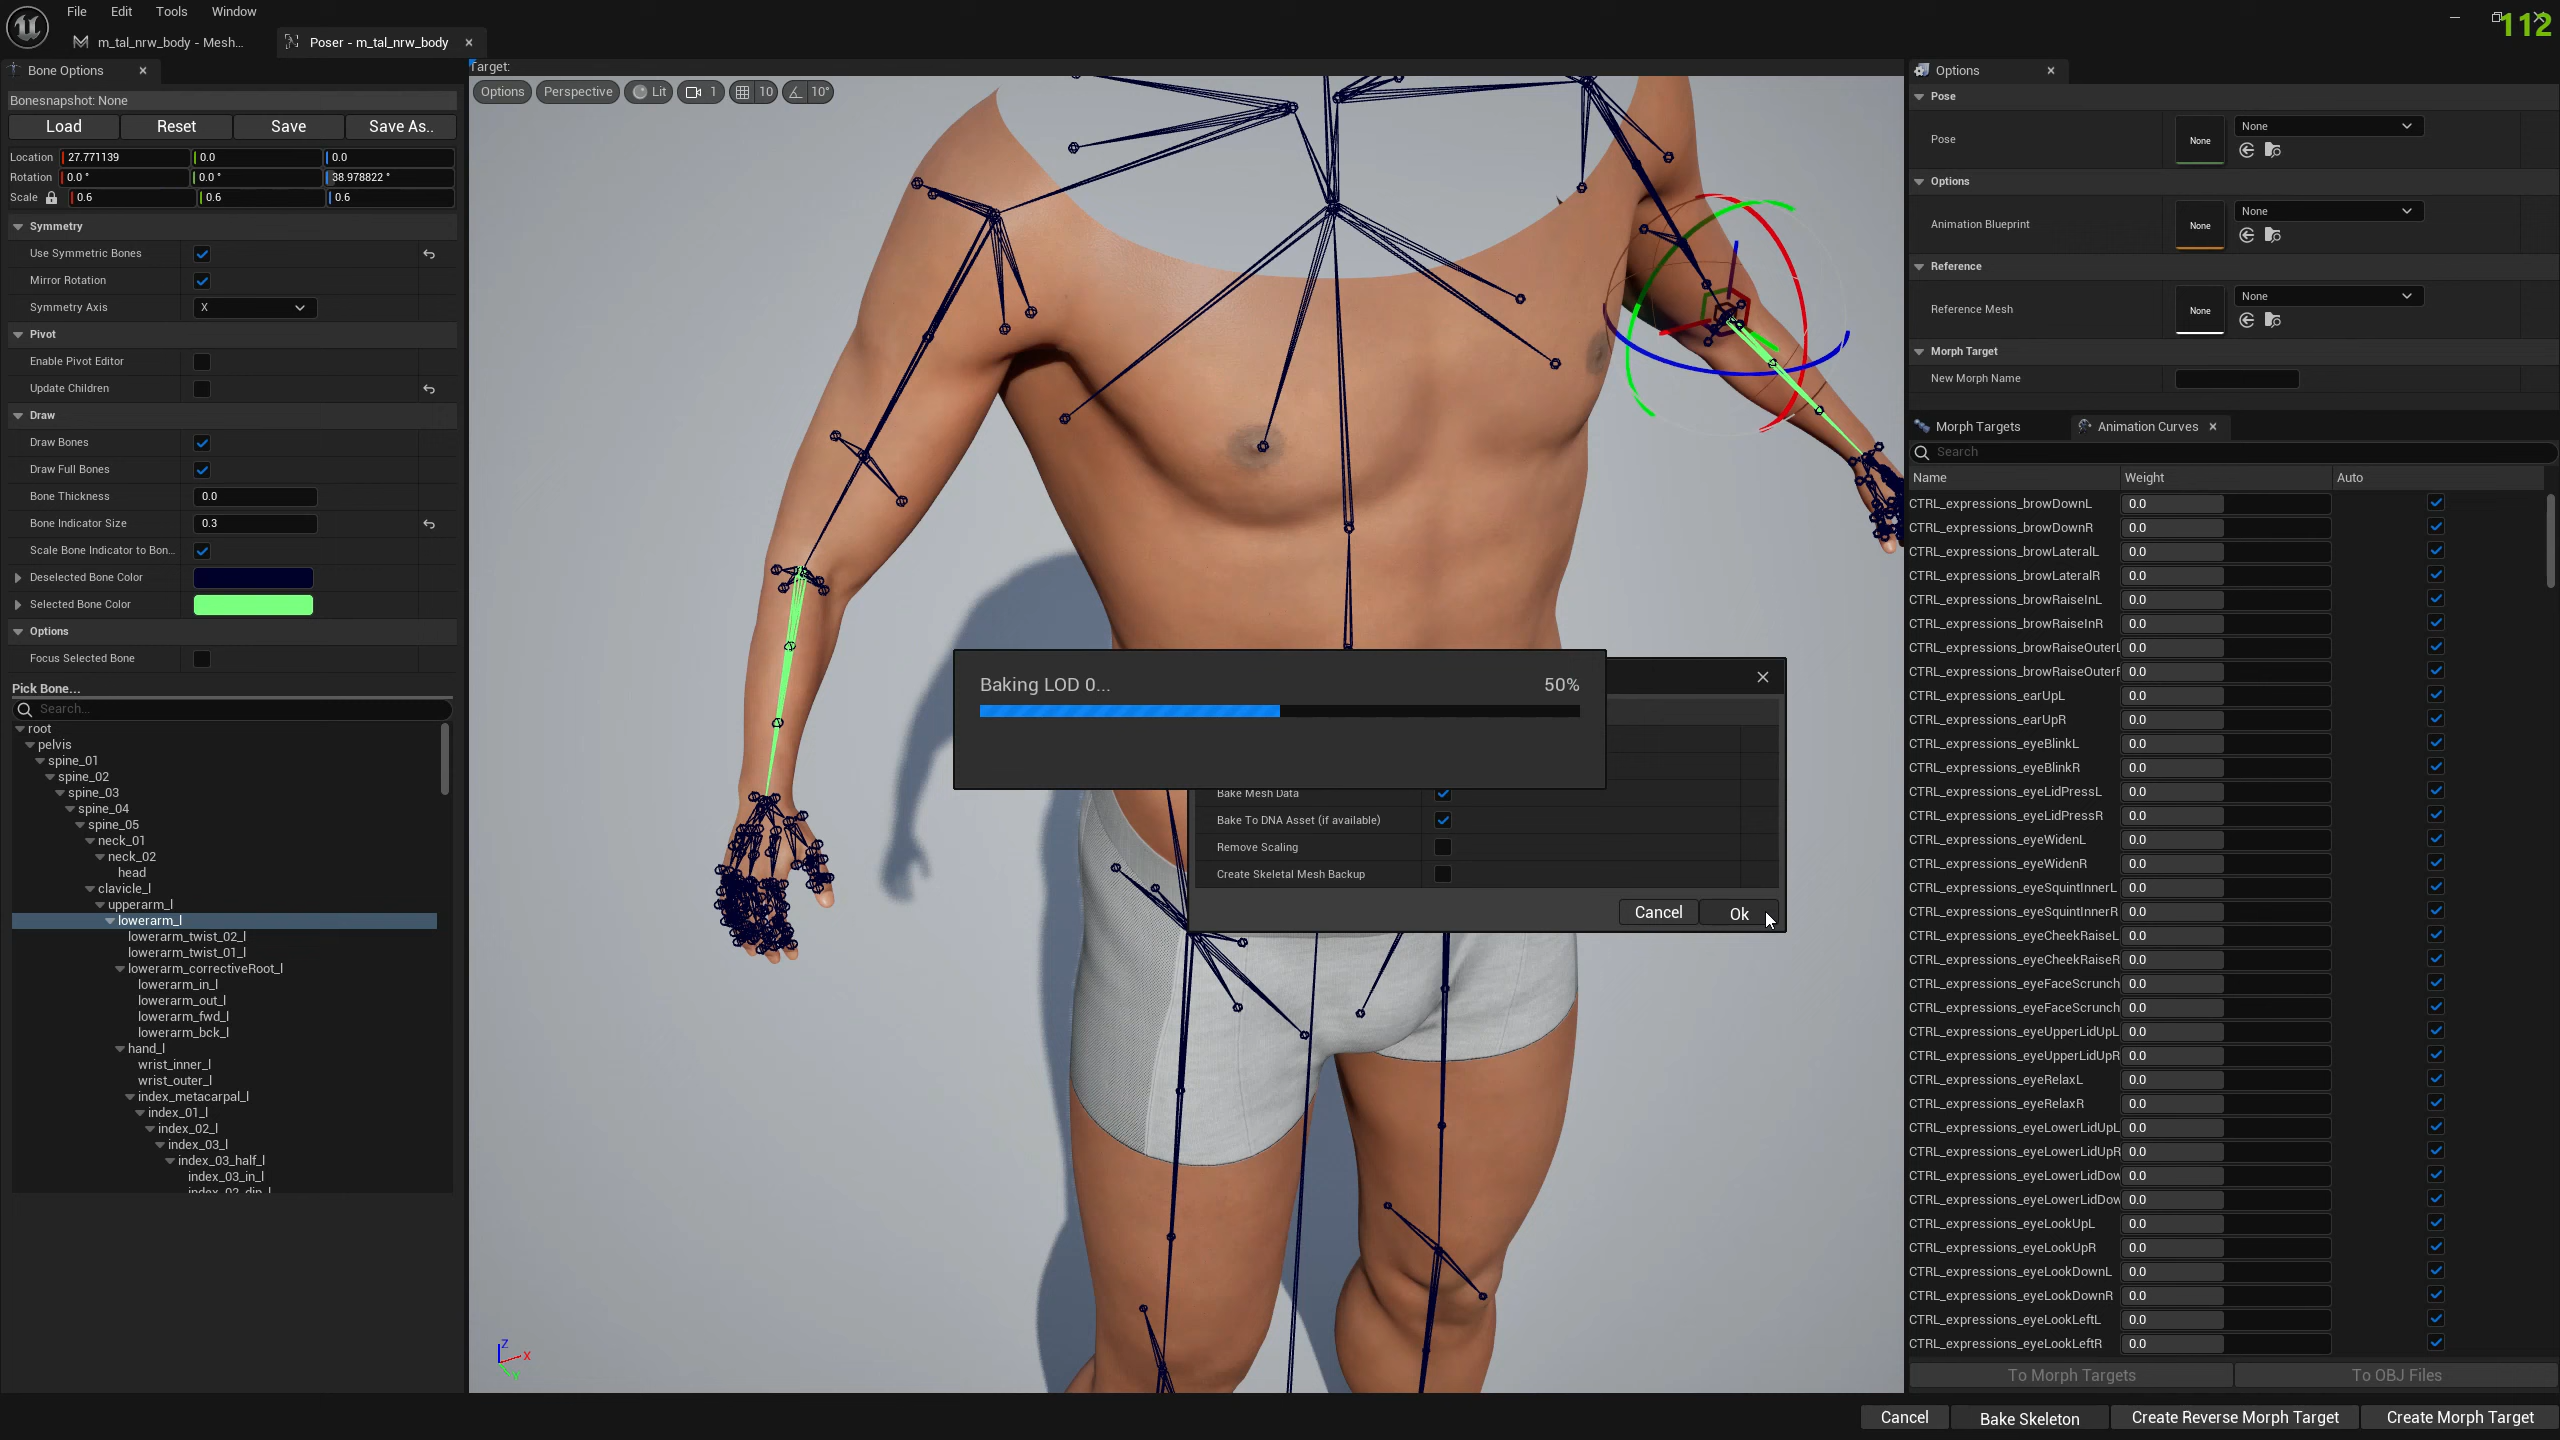 File Edit Tools Window
112
m_tal_nrw_body - Mesh...
Poser - m_tal_nrw_body
Bone Options
Bonesnapshot: None
Load Reset Save Save As..
Location 27.771139 0.0 0.0
Rotation 0.0 ° 0.0 ° 38.978822 °
Scale 0.6 0.6 0.6
Symmetry
Use Symmetric Bones
Mirror Rotation
Symmetry Axis X
Pivot
Enable Pivot Editor
Update Children
Draw
Draw Bones
Draw Full Bones
Bone Thickness 0.0
Bone Indicator Size 0.3
Scale Bone Indicator to Bon...
Deselected Bone Color
Selected Bone Color
Options
Focus Selected Bone
Pick Bone...
Search...
root
pelvis
spine_01
spine_02
spine_03
spine_04
spine_05
neck_01
neck_02
head
clavicle_l
upperarm_l
lowerarm_l
lowerarm_twist_02_l
lowerarm_twist_01_l
lowerarm_correctiveRoot_l
lowerarm_in_l
lowerarm_out_l
lowerarm_fwd_l
lowerarm_bck_l
hand_l
wrist_inner_l
wrist_outer_l
index_metacarpal_l
index_01_l
index_02_l
index_03_l
index_03_half_l
index_03_in_l
Target:
Options Perspective Lit 1 10 10°
Baking LOD 0... 50%
Bake Mesh Data
Bake To DNA Asset (if available)
Remove Scaling
Create Skeletal Mesh Backup
Cancel Ok
Z
X
Y
Options
Pose
Pose None None
Options
Animation Blueprint None None
Reference
Reference Mesh None None
Morph Target
New Morph Name
Morph Targets Animation Curves
Search
Name Weight Auto
CTRL_expressions_browDownL 0.0
CTRL_expressions_browDownR 0.0
CTRL_expressions_browLateralL 0.0
CTRL_expressions_browLateralR 0.0
CTRL_expressions_browRaiseInL 0.0
CTRL_expressions_browRaiseInR 0.0
CTRL_expressions_browRaiseOuterL 0.0
CTRL_expressions_browRaiseOuterR 0.0
CTRL_expressions_earUpL 0.0
CTRL_expressions_earUpR 0.0
CTRL_expressions_eyeBlinkL 0.0
CTRL_expressions_eyeBlinkR 0.0
CTRL_expressions_eyeLidPressL 0.0
CTRL_expressions_eyeLidPressR 0.0
CTRL_expressions_eyeWidenL 0.0
CTRL_expressions_eyeWidenR 0.0
CTRL_expressions_eyeSquintInnerL 0.0
CTRL_expressions_eyeSquintInnerR 0.0
CTRL_expressions_eyeCheekRaiseL 0.0
CTRL_expressions_eyeCheekRaiseR 0.0
CTRL_expressions_eyeFaceScrunch 0.0
CTRL_expressions_eyeFaceScrunch 0.0
CTRL_expressions_eyeUpperLidUpL 0.0
CTRL_expressions_eyeUpperLidUpR 0.0
CTRL_expressions_eyeRelaxL 0.0
CTRL_expressions_eyeRelaxR 0.0
CTRL_expressions_eyeLowerLidUpL 0.0
CTRL_expressions_eyeLowerLidUpR 0.0
CTRL_expressions_eyeLowerLidDow 0.0
CTRL_expressions_eyeLowerLidDow 0.0
CTRL_expressions_eyeLookUpL 0.0
CTRL_expressions_eyeLookUpR 0.0
CTRL_expressions_eyeLookDownL 0.0
CTRL_expressions_eyeLookDownR 0.0
CTRL_expressions_eyeLookLeftL 0.0
CTRL_expressions_eyeLookLeftR 0.0
To Morph Targets To OBJ Files
Cancel Bake Skeleton Create Reverse Morph Target Create Morph Target